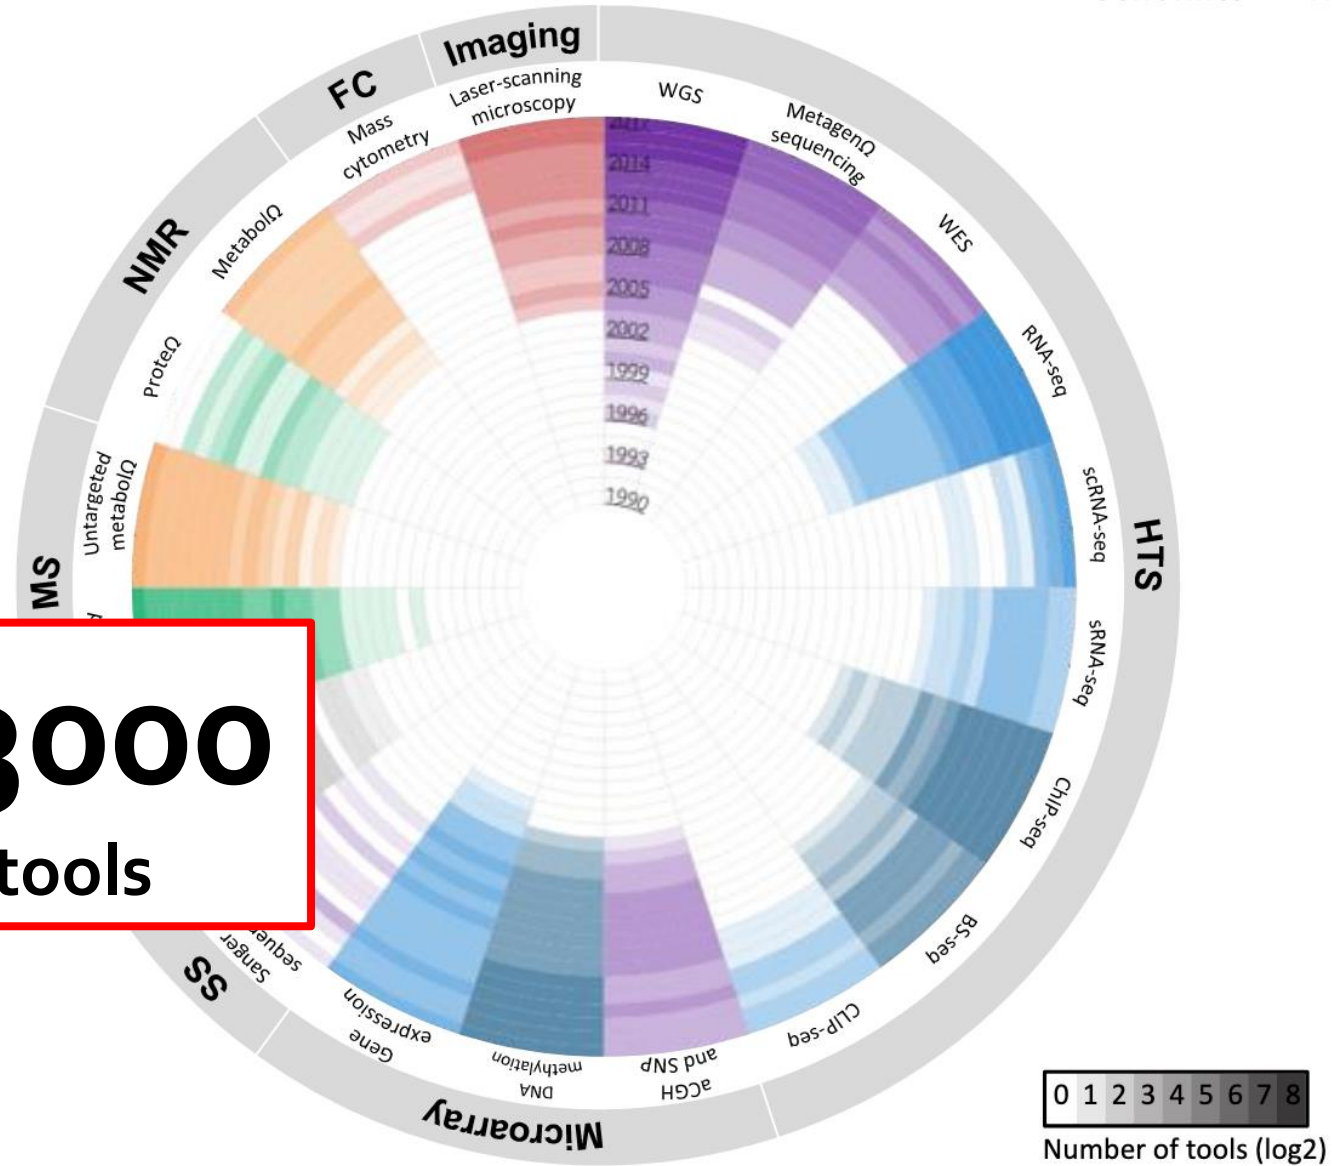 Imaging
FC
NMR
MS
SS
Microarray
HTS
Laser-scanning
microscopy
WGS
MetagenΩ
sequencing
WES
RNA-seq
scRNA-seq
sRNA-seq
ChIP-seq
BS-seq
CLIP-seq
aCGH
and SNP
DNA
methylation
Gene
expression
Sanger
Untargeted
metabolΩ
ProteΩ
MetabolΩ
Mass
cytometry
2014
2011
2008
2005
2002
1999
1996
1993
1990
3000
tools
0 1 2 3 4 5 6 7 8
Number of tools (log2)